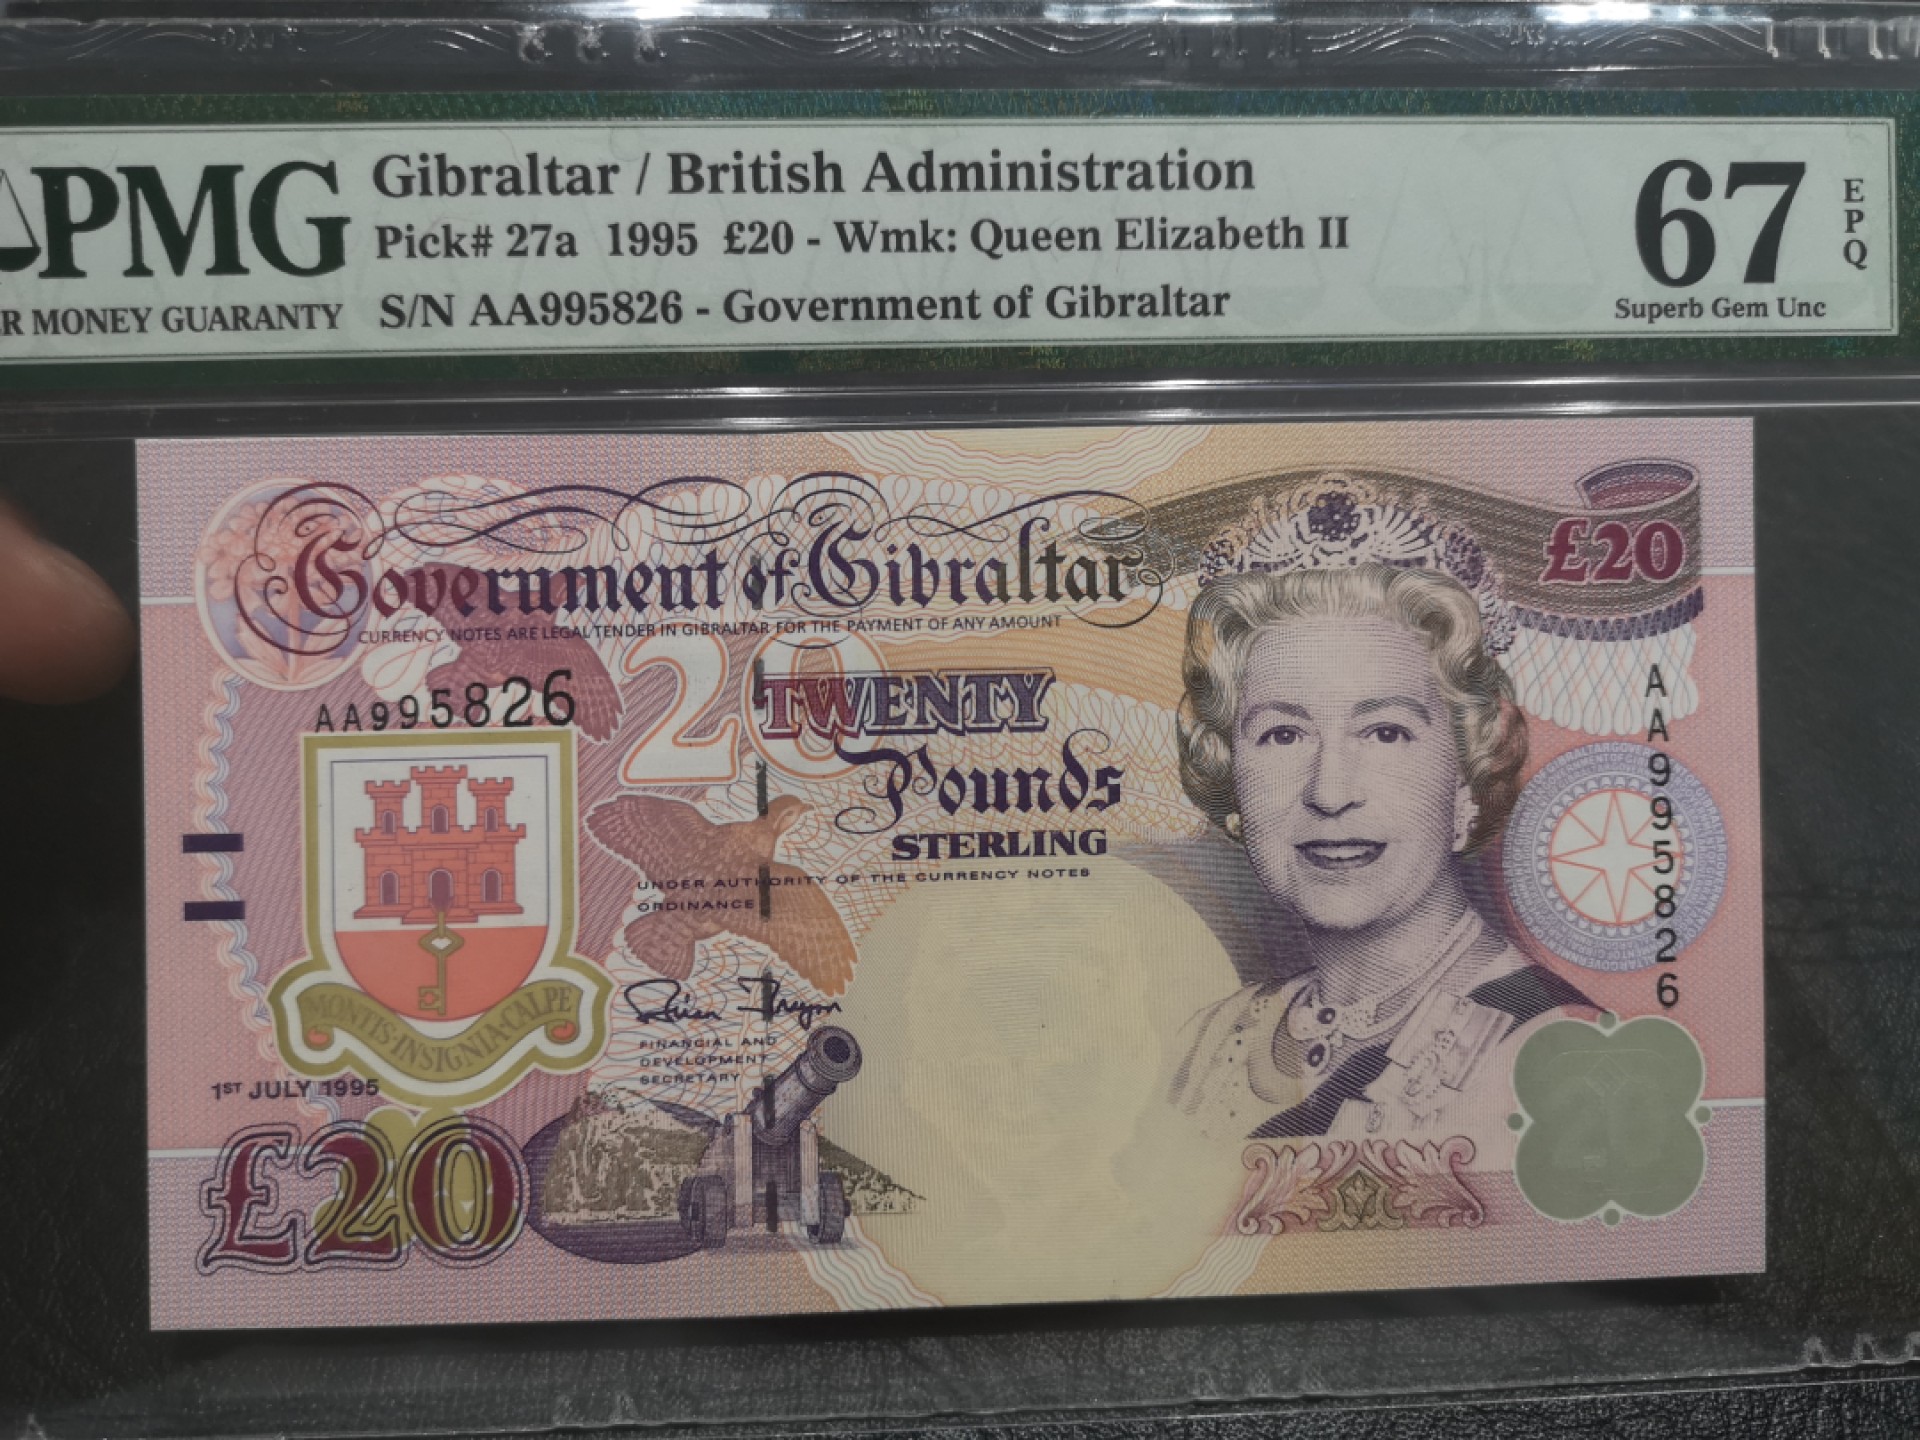 PMG
Gibraltar / British Administration
Pick# 27a 1995 £20 - Wmk: Queen Elizabeth II
MONEY GUARANTY
S/N AA995826 - Government of Gibraltar
67
EPQ
Superb Gem Unc
Government of Gibraltar
CURRENCY NOTES ARE LEGAL TENDER IN GIBRALTAR FOR THE PAYMENT OF ANY AMOUNT
£20
AA995826
20
TWENTY
Pounds
STERLING
UNDER AUTHORITY OF THE CURRENCY NOTES
ORDINANCE
AA995826
MONTIS·INSIGNIA·CALPE
FINANCIAL AND
DEVELOPMENT
SECRETARY
1ST JULY 1995
£20